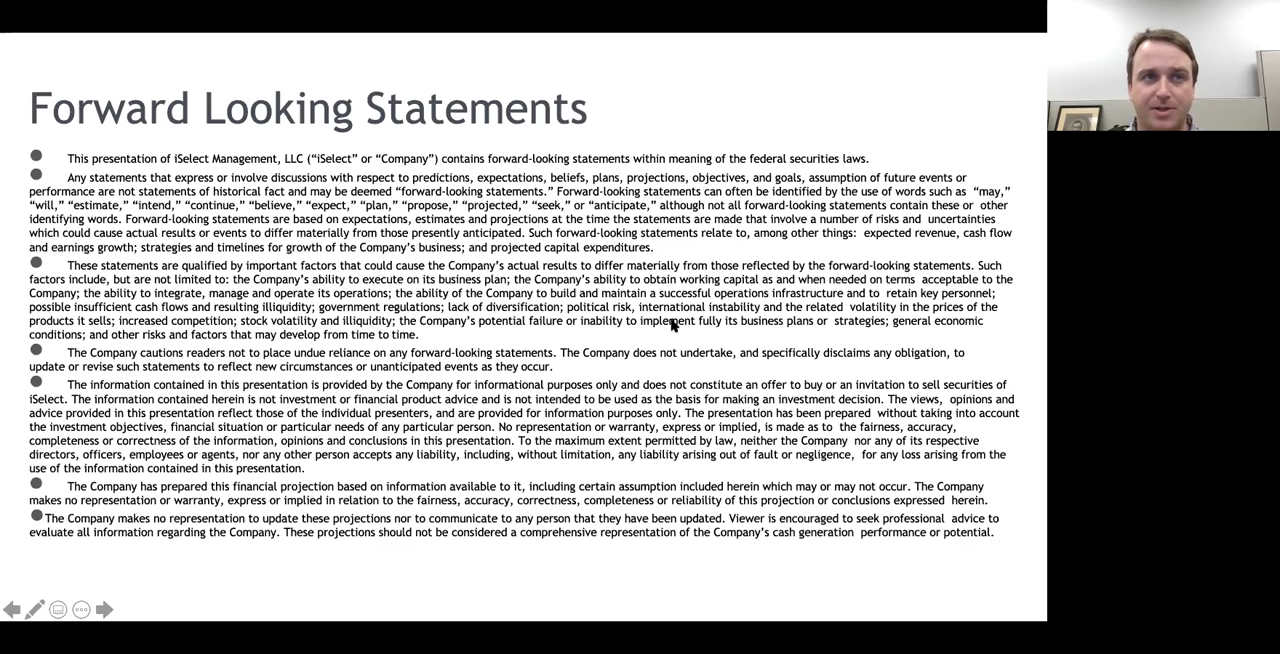 Forward Looking Statements
This presentation of iSelect Management, LLC (“iSelect” or “Company”) contains forward-looking statements within meaning of the federal securities laws.
Any statements that express or involve discussions with respect to predictions, expectations, beliefs, plans, projections, objectives, and goals, assumption of future events or
performance are not statements of historical fact and may be deemed “forward-looking statements.” Forward-looking statements can often be identified by the use of words such as “may,”
“will,” “estimate,” “intend,” “continue,” “believe,” “expect,” “plan,” “propose,” “projected,” “seek,” or “anticipate,” although not all forward-looking statements contain these or other
identifying words. Forward-looking statements are based on expectations, estimates and projections at the time the statements are made that involve a number of risks and uncertainties
which could cause actual results or events to differ materially from those presently anticipated. Such forward-looking statements relate to, among other things: expected revenue, cash flow
and earnings growth; strategies and timelines for growth of the Company’s business; and projected capital expenditures.
These statements are qualified by important factors that could cause the Company’s actual results to differ materially from those reflected by the forward-looking statements. Such
factors include, but are not limited to: the Company’s ability to execute on its business plan; the Company’s ability to obtain working capital as and when needed on terms acceptable to the
Company; the ability to integrate, manage and operate its operations; the ability of the Company to build and maintain a successful operations infrastructure and to retain key personnel;
possible insufficient cash flows and resulting illiquidity; government regulations; lack of diversification; political risk, international instability and the related volatility in the prices of the
products it sells; increased competition; stock volatility and illiquidity; the Company’s potential failure or inability to implement fully its business plans or strategies; general economic
conditions; and other risks and factors that may develop from time to time.
The Company cautions readers not to place undue reliance on any forward-looking statements. The Company does not undertake, and specifically disclaims any obligation, to
update or revise such statements to reflect new circumstances or unanticipated events as they occur.
The information contained in this presentation is provided by the Company for informational purposes only and does not constitute an offer to buy or an invitation to sell securities of
iSelect. The information contained herein is not investment or financial product advice and is not intended to be used as the basis for making an investment decision. The views, opinions and
advice provided in this presentation reflect those of the individual presenters, and are provided for information purposes only. The presentation has been prepared without taking into account
the investment objectives, financial situation or particular needs of any particular person. No representation or warranty, express or implied, is made as to the fairness, accuracy,
completeness or correctness of the information, opinions and conclusions in this presentation. To the maximum extent permitted by law, neither the Company nor any of its respective
directors, officers, employees or agents, nor any other person accepts any liability, including, without limitation, any liability arising out of fault or negligence, for any loss arising from the
use of the information contained in this presentation.
The Company has prepared this financial projection based on information available to it, including certain assumption included herein which may or may not occur. The Company
makes no representation or warranty, express or implied in relation to the fairness, accuracy, correctness, completeness or reliability of this projection or conclusions expressed herein.
The Company makes no representation to update these projections nor to communicate to any person that they have been updated. Viewer is encouraged to seek professional advice to
evaluate all information regarding the Company. These projections should not be considered a comprehensive representation of the Company’s cash generation performance or potential.